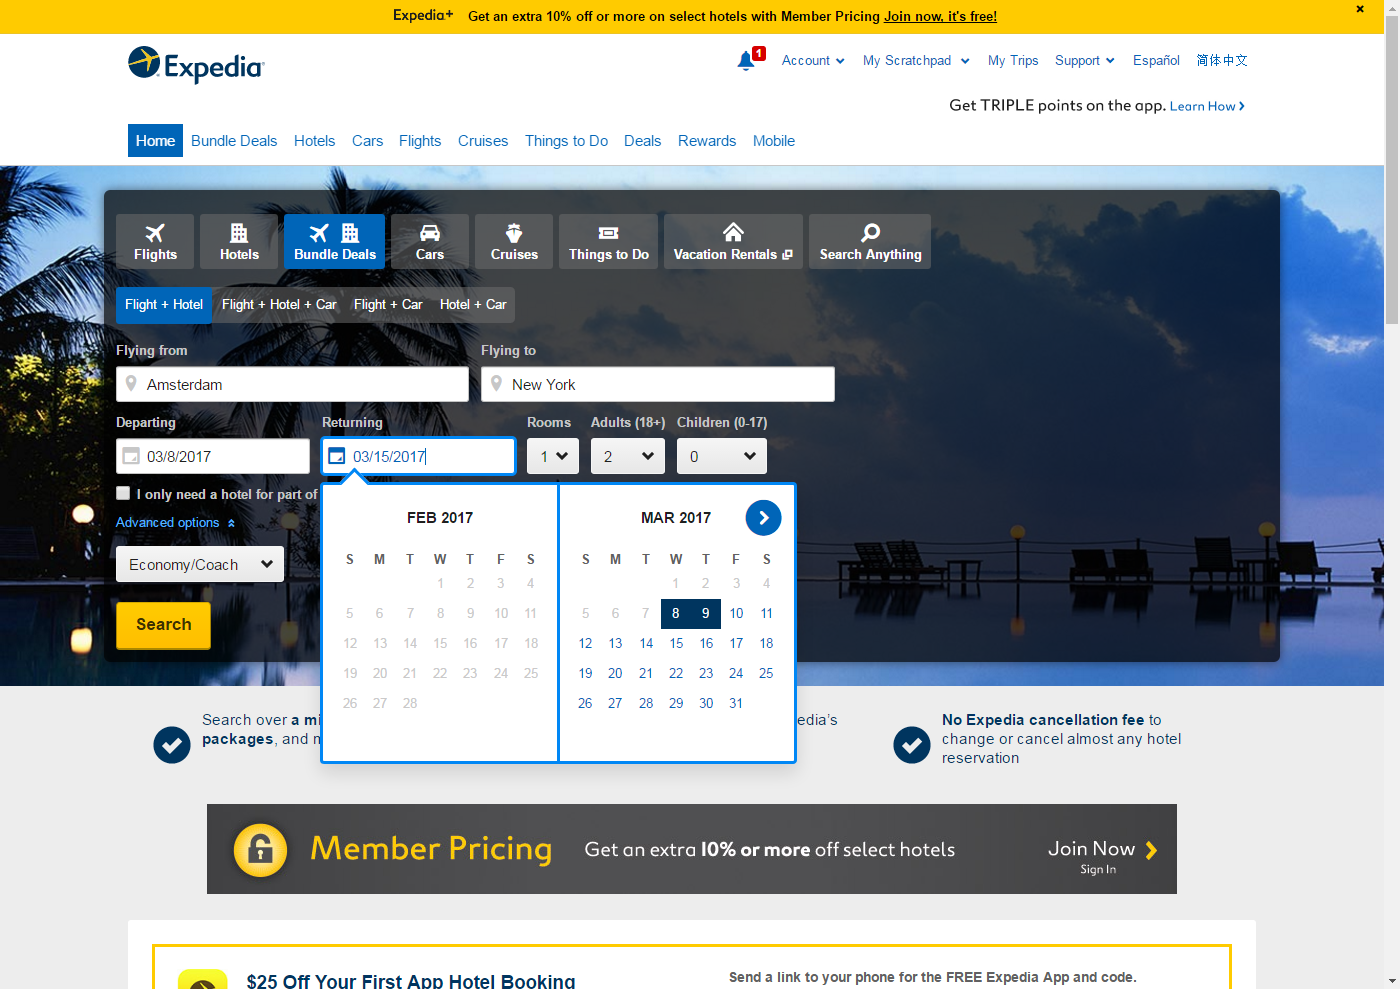 Expedia+ Get an extra 10% off or more on select hotels with Member Pricing Join now, it's free!
Expedia
1 Account My Scratchpad My Trips Support Español 简体中文
Get TRIPLE points on the app. Learn How
Home Bundle Deals Hotels Cars Flights Cruises Things to Do Deals Rewards Mobile
Flights Hotels Bundle Deals Cars Cruises Things to Do Vacation Rentals Search Anything
Flight + Hotel Flight + Hotel + Car Flight + Car Hotel + Car
Flying from Flying to
Amsterdam New York
Departing Returning Rooms Adults (18+) Children (0-17)
03/8/2017 03/15/2017 1 2 0
I only need a hotel for part of
Advanced options
Economy/Coach
Search
FEB 2017
S M T W T F S
1 2 3 4
5 6 7 8 9 10 11
12 13 14 15 16 17 18
19 20 21 22 23 24 25
26 27 28
MAR 2017
S M T W T F S
1 2 3 4
5 6 7 8 9 10 11
12 13 14 15 16 17 18
19 20 21 22 23 24 25
26 27 28 29 30 31
Search over a mi
packages, and n
edia's
No Expedia cancellation fee to
change or cancel almost any hotel
reservation
Member Pricing Get an extra 10% or more off select hotels Join Now
Sign In
$25 Off Your First App Hotel Booking
Send a link to your phone for the FREE Expedia App and code.